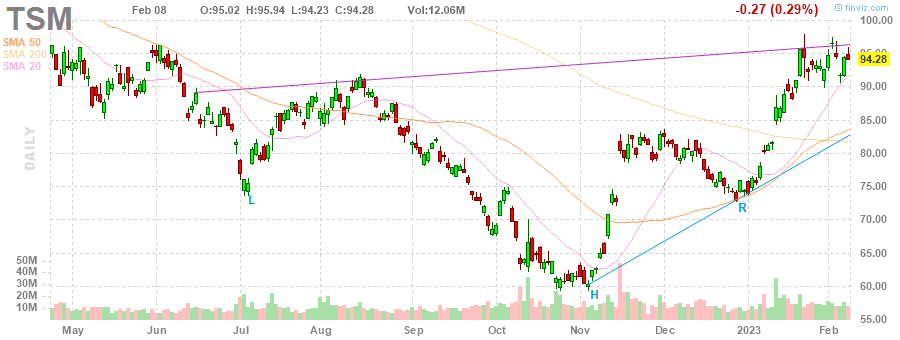 TSM
Feb 08 O:95.02 H:95.94 L:94.23 C:94.28 Vol:12.06M -0.27 (0.29%) © finviz.com
SMA 50
SMA 200
SMA 20
DAILY
100.00
95.00
94.28
90.00
85.00
80.00
75.00
70.00
65.00
60.00
55.00
L
R
H
50M
40M
30M
20M
10M
May Jun Jul Aug Sep Oct Nov Dec 2023 Feb